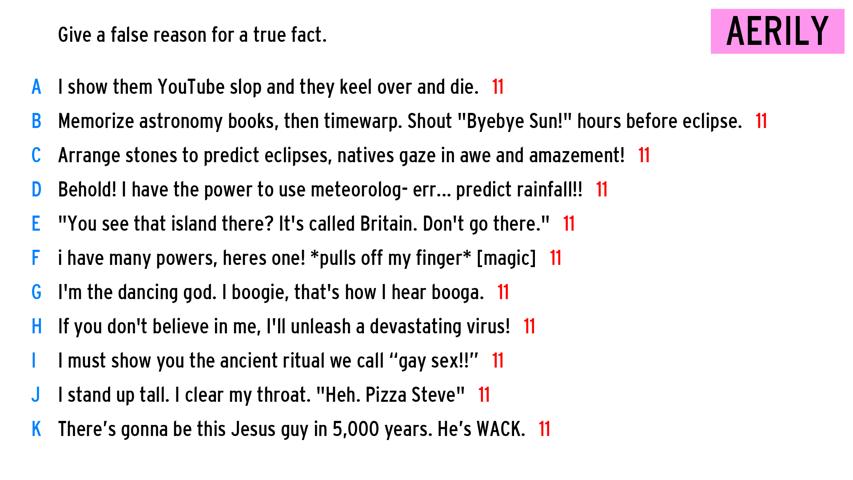 Give a false reason for a true fact.
AERILY
A I show them YouTube slop and they keel over and die. 11
B Memorize astronomy books, then timewarp. Shout "Byebye Sun!" hours before eclipse. 11
C Arrange stones to predict eclipses, natives gaze in awe and amazement! 11
D Behold! I have the power to use meteorolog- err... predict rainfall!! 11
E "You see that island there? It's called Britain. Don't go there." 11
F i have many powers, heres one! *pulls off my finger* [magic] 11
G I'm the dancing god. I boogie, that's how I hear booga. 11
H If you don't believe in me, I'll unleash a devastating virus! 11
I I must show you the ancient ritual we call “gay sex!!” 11
J I stand up tall. I clear my throat. "Heh. Pizza Steve" 11
K There’s gonna be this Jesus guy in 5,000 years. He’s WACK. 11